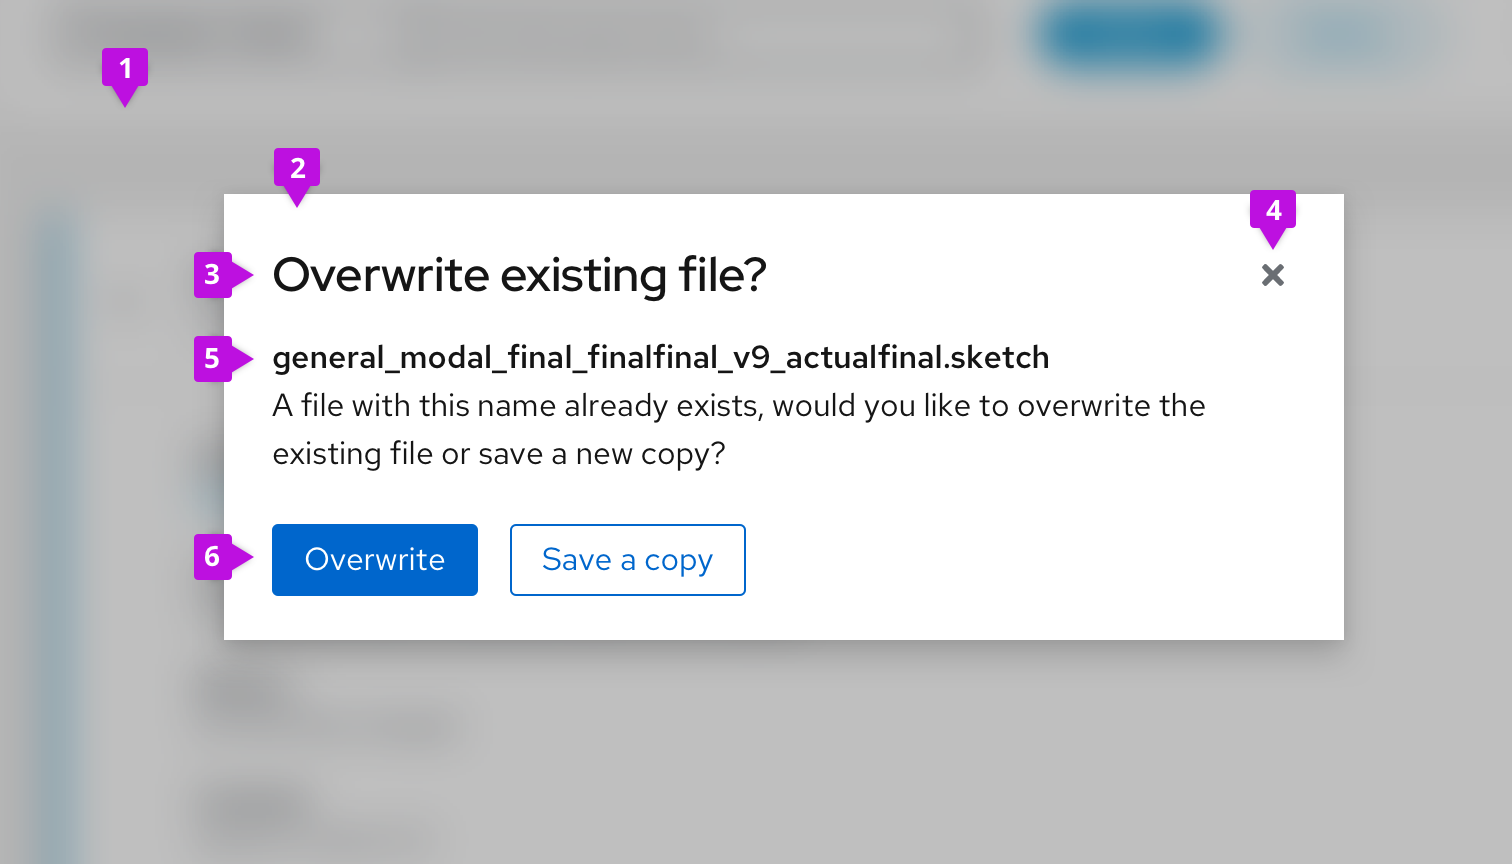 1
2
4
3 Overwrite existing file?
5 general_modal_final_finalfinal_v9_actualfinal.sketch
A file with this name already exists, would you like to overwrite the
existing file or save a new copy?
6 Overwrite Save a copy